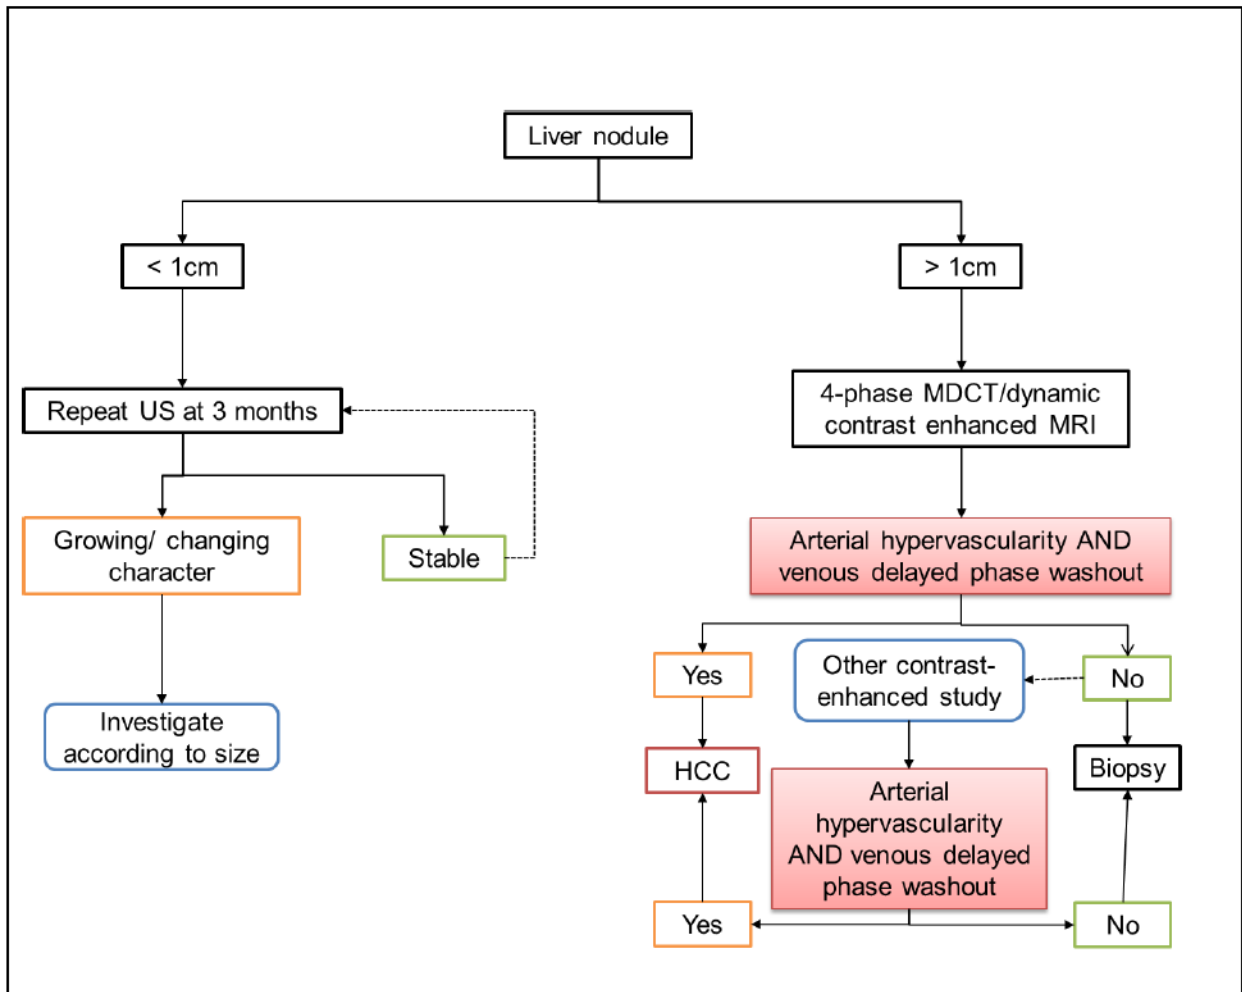 Liver nodule
< 1cm
> 1cm
Repeat US at 3 months
4-phase MDCT/dynamic
contrast enhanced MRI
Growing/ changing
character
Stable
Arterial hypervascularity AND
venous delayed phase washout
Investigate
according to size
Yes
Other contrast-
enhanced study
No
HCC
Biopsy
Arterial
hypervascularity
AND venous delayed
phase washout
Yes
No